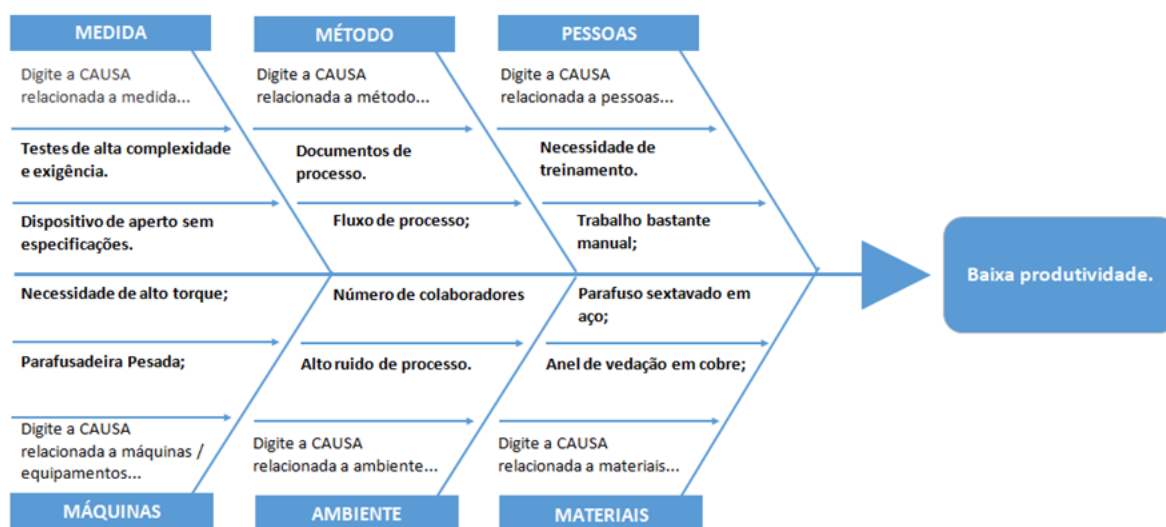 MEDIDA
MÉTODO
PESSOAS
Digite a CAUSA
relacionada a medida...
Digite a CAUSA
relacionada a método...
Digite a CAUSA
relacionada a pessoas...
Testes de alta complexidade
e exigência.
Documentos de
processo.
Necessidade de
treinamento.
Dispositivo de aperto sem
especificações.
Fluxo de processo;
Trabalho bastante
manual;
Baixa produtividade.
Necessidade de alto torque;
Número de colaboradores
Parafuso sextavado em
aço;
Parafusadeira Pesada;
Alto ruido de processo.
Anel de vedação em cobre;
Digite a CAUSA
relacionada a máquinas /
equipamentos...
Digite a CAUSA
relacionada a ambiente...
Digite a CAUSA
relacionada a materiais...
MÁQUINAS
AMBIENTE
MATERIAIS